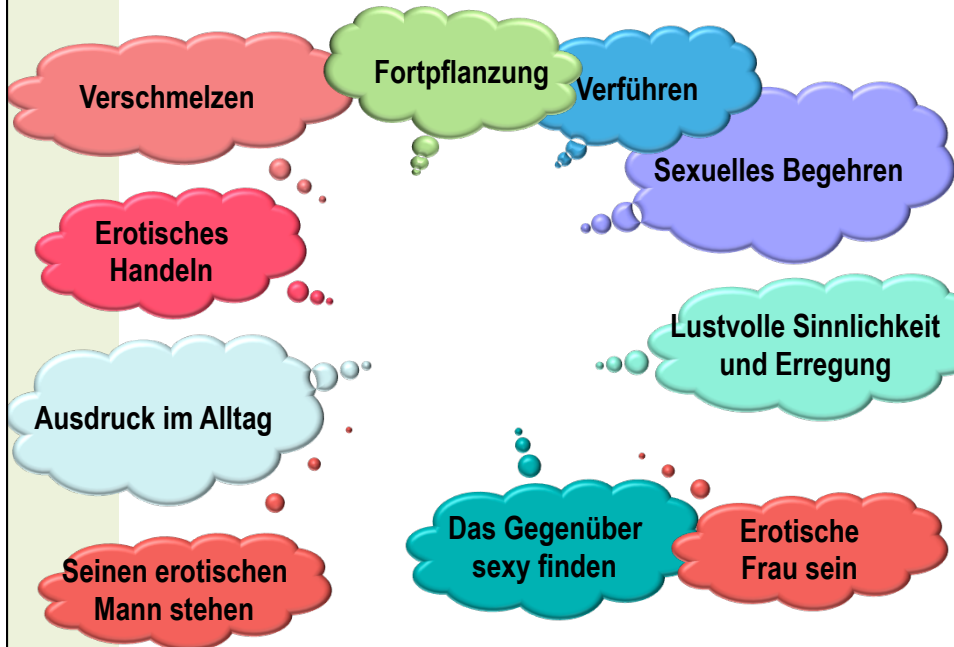 Fortpflanzung
Verschmelzen
Verführen
Sexuelles Begehren
Erotisches
Handeln
Lustvolle Sinnlichkeit
und Erregung
Ausdruck im Alltag
Das Gegenüber
sexy finden
Erotische
Frau sein
Seinen erotischen
Mann stehen